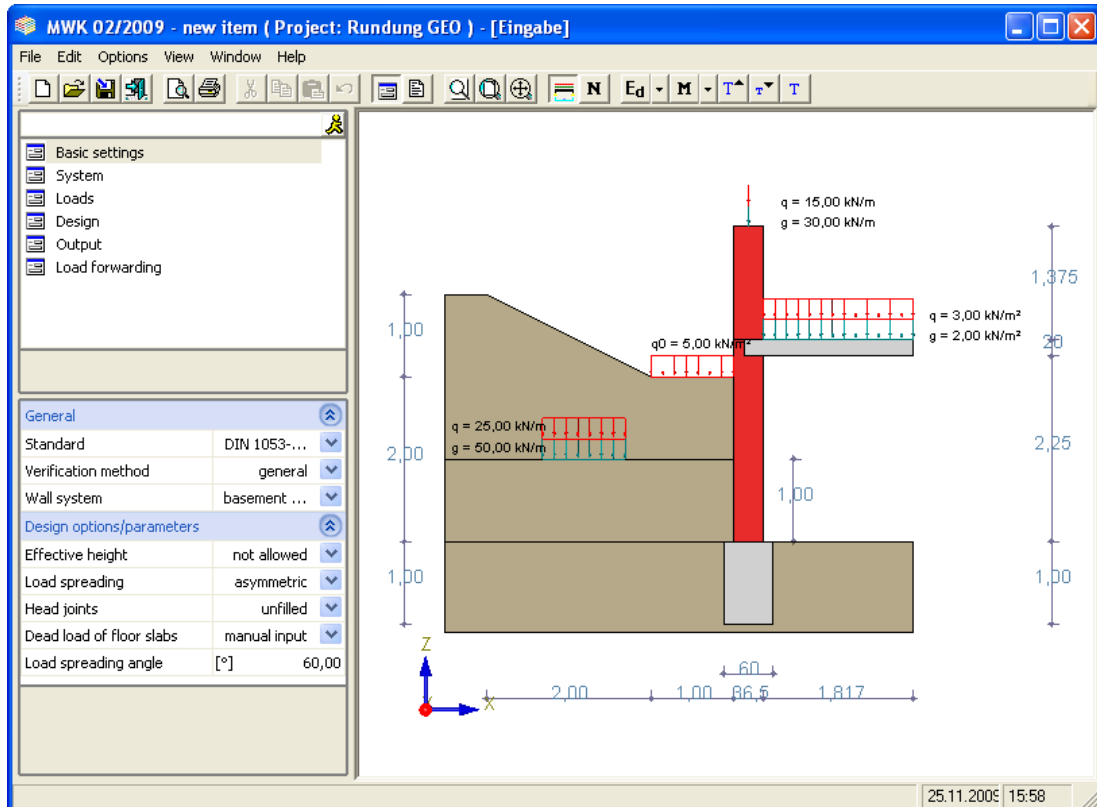 MWK 02/2009 - new item ( Project: Rundung GEO ) - [Eingabe]
File Edit Options View Window Help
N Ed M T T T
Basic settings
System
Loads
Design
Output
Load forwarding
General
Standard DIN 1053-...
Verification method general
Wall system basement ...
Design options/parameters
Effective height not allowed
Load spreading asymmetric
Head joints unfilled
Dead load of floor slabs manual input
Load spreading angle [°] 60,00
q = 15,00 kN/m
g = 30,00 kN/m
1,375
q = 3,00 kN/m²
g = 2,00 kN/m²
20
1,00
q0 = 5,00 kN/m²
q = 25,00 kN/m
g = 50,00 kN/m
2,00
2,25
1,00
1,00
1,00
Z
X
60
2,00 1,00 36,5 1,817
25.11.2009 15:58